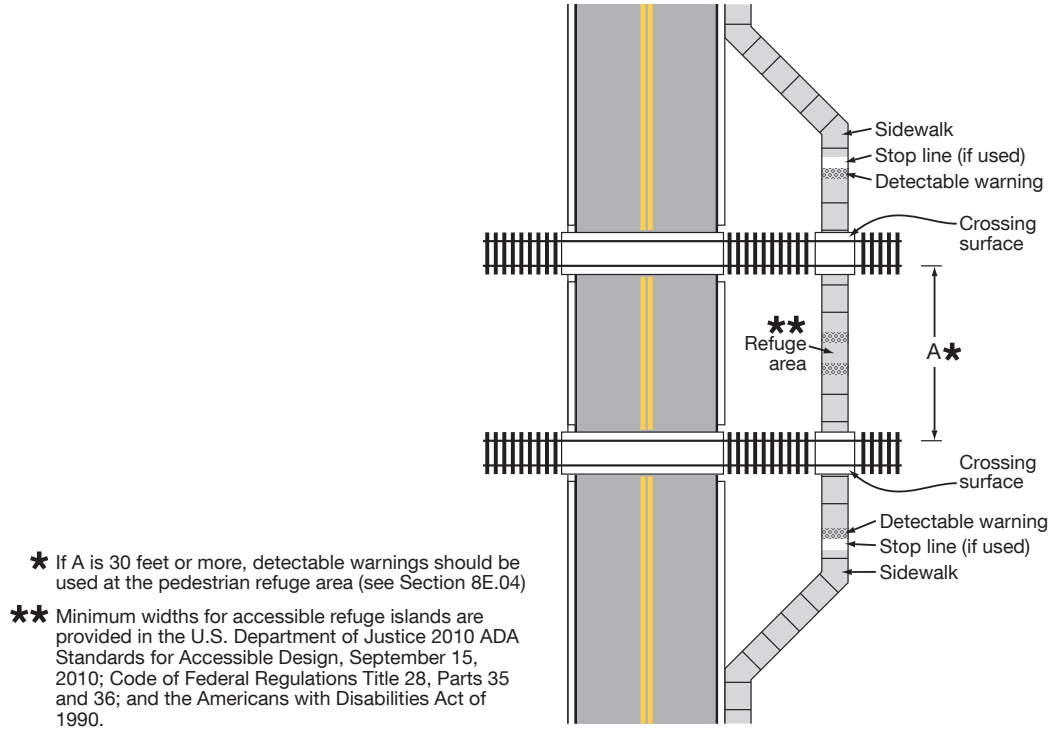 Sidewalk
Stop line (if used)
Detectable warning
Crossing
surface
★★
Refuge
area
A★
Crossing
surface
Detectable warning
Stop line (if used)
Sidewalk
★ If A is 30 feet or more, detectable warnings should be
used at the pedestrian refuge area (see Section 8E.04)
★★ Minimum widths for accessible refuge islands are
provided in the U.S. Department of Justice 2010 ADA
Standards for Accessible Design, September 15,
2010; Code of Federal Regulations Title 28, Parts 35
and 36; and the Americans with Disabilities Act of
1990.